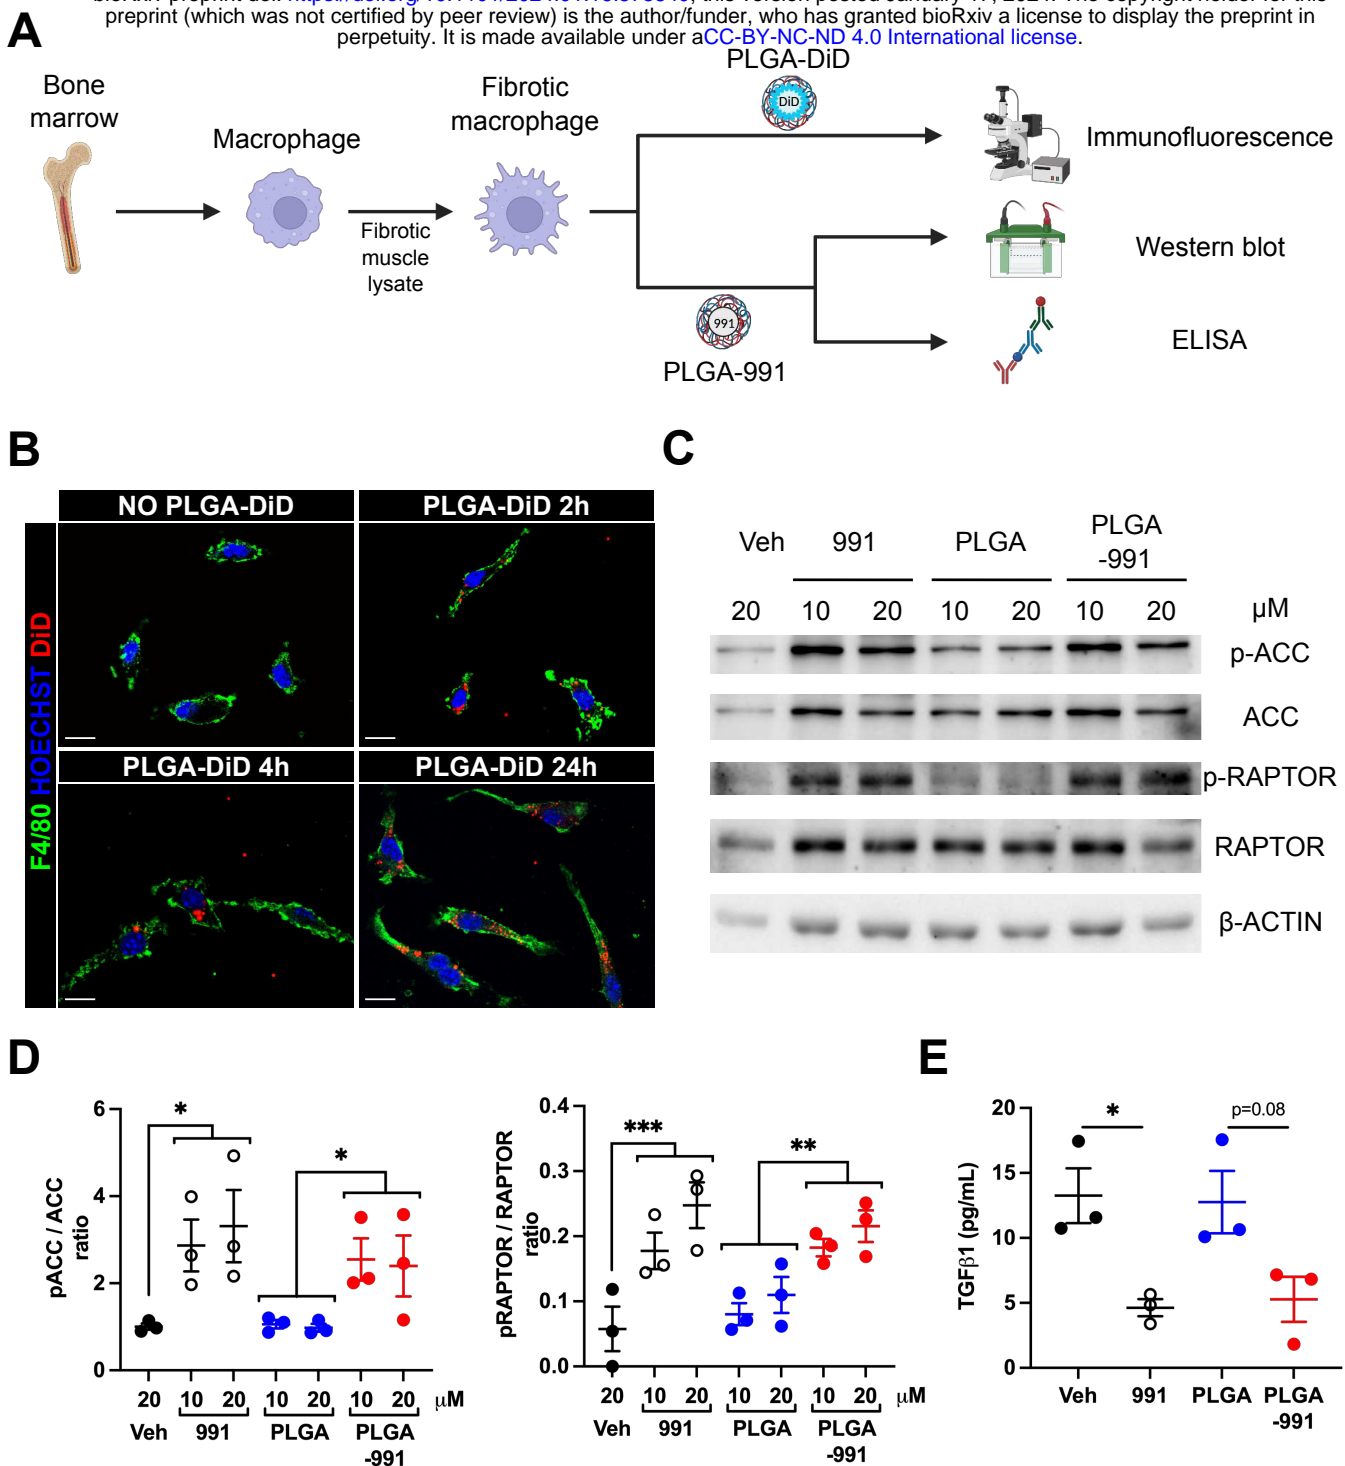 preprint (which was not certified by peer review) is the author/funder, who has granted bioRxiv a license to display the preprint in
perpetuity. It is made available under aCC-BY-NC-ND 4.0 International license.
A
Bone
marrow
Macrophage
Fibrotic
muscle
lysate
Fibrotic
macrophage
PLGA-DiD
DiD
991
PLGA-991
Immunofluorescence
Western blot
ELISA
B
F4/80 HOECHST DiD
NO PLGA-DiD
PLGA-DiD 2h
PLGA-DiD 4h
PLGA-DiD 24h
C
Veh 991 PLGA PLGA
-991
20 10 20 10 20 10 20 µM
p-ACC
ACC
p-RAPTOR
RAPTOR
β-ACTIN
D
pACC / ACC
ratio
6
4
2
0
*
*
20 10 20 10 20 10 20 µM
Veh 991 PLGA PLGA
-991
pRAPTOR / RAPTOR
ratio
0.4
0.3
0.2
0.1
0.0
***
**
20 10 20 10 20 10 20 µM
Veh 991 PLGA PLGA
-991
E
TGFβ1 (pg/mL)
20
15
10
5
0
*
p=0.08
Veh 991 PLGA PLGA
-991